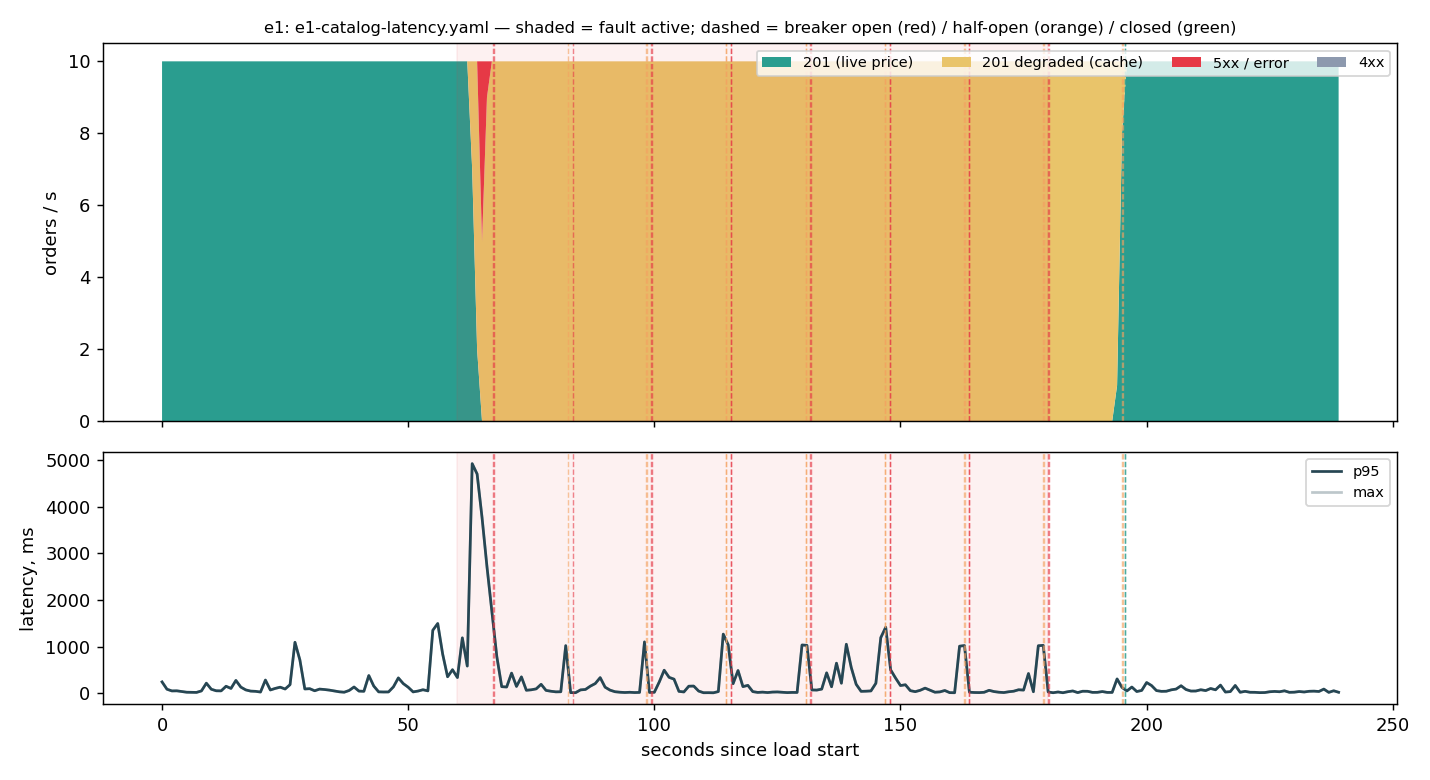 e1: e1-catalog-latency.yaml — shaded = fault active; dashed = breaker open (red) / half-open (orange) / closed (green)
201 (live price) 201 degraded (cache) 5xx / error 4xx
orders / s
10
8
6
4
2
0
latency, ms
5000
4000
3000
2000
1000
0
p95
max
0 50 100 150 200 250
seconds since load start